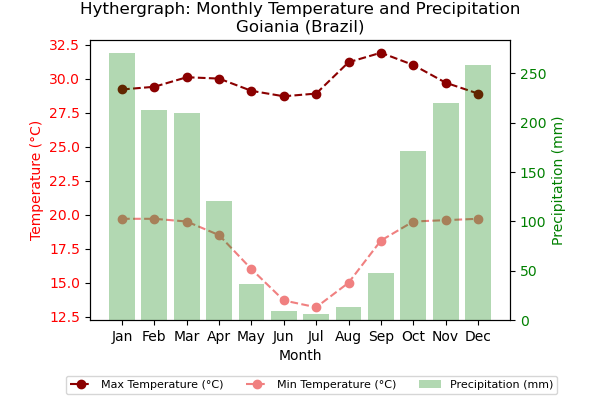 Hythergraph: Monthly Temperature and Precipitation
Goiania (Brazil)
Temperature (°C)
32.5
30.0
27.5
25.0
22.5
20.0
17.5
15.0
12.5
250
200
150
100
50
0
Precipitation (mm)
Jan Feb Mar Apr May Jun Jul Aug Sep Oct Nov Dec
Month
Max Temperature (°C) Min Temperature (°C) Precipitation (mm)